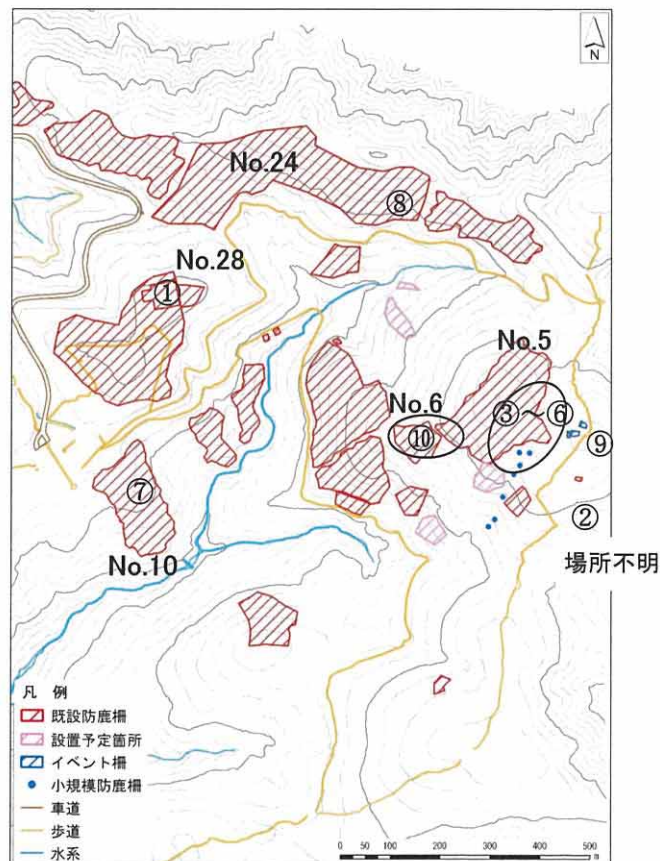 N
No.24
⑧
No.28
①
No.5
No.6
③～⑥
⑩
⑨
⑦
②
No.10
場所不明
凡 例
既設防鹿柵
設置予定箇所
イベント柵
小規模防鹿柵
車道
歩道
水系
0 50 100 200 300 400 500
m